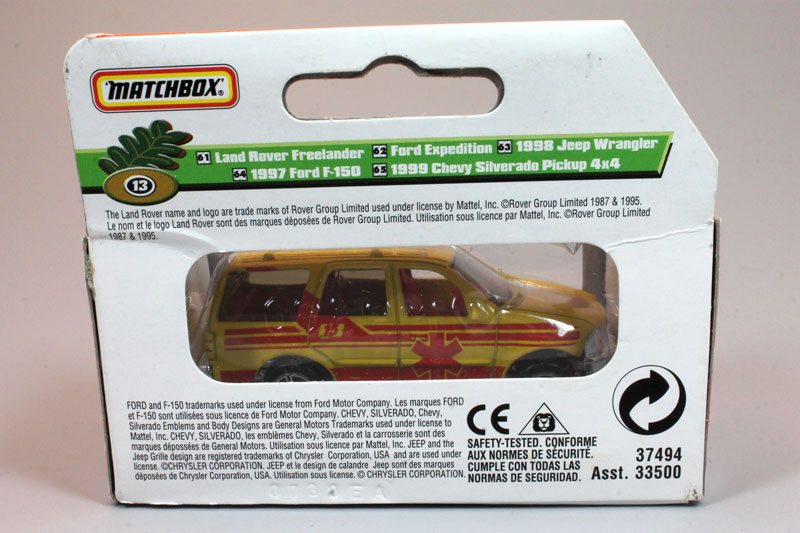 MATCHBOX®
61 Land Rover Freelander 62 Ford Expedition 63 1998 Jeep Wrangler
64 1997 Ford F-150 65 1999 Chevy Silverado Pickup 4x4
13
The Land Rover name and logo are trade marks of Rover Group Limited used under license by Mattel, Inc. ©Rover Group Limited 1987 & 1995.
Le nom et le logo Land Rover sont des marques déposées de Rover Group Limited. Utilisation sous licence par Mattel, Inc. ©Rover Group Limited
1987 & 1995.
13
FORD and F-150 trademarks used under license from Ford Motor Company. Les marques FORD
et F-150 sont utilisées sous licence de Ford Motor Company. CHEVY, SILVERADO, Chevy,
Silverado Emblems and Body Designs are General Motors Trademarks used under License to
Mattel, Inc. CHEVY, SILVERADO, les emblèmes Chevy, Silverado et la carrosserie sont des
marques déposées de General Motors. Utilisation sous licence par Mattel, Inc. JEEP and the
Jeep Grille design are registered trademarks of Chrysler Corporation, USA and are used under
license. ©CHRYSLER CORPORATION. JEEP et le design de calandre Jeep sont des marques
déposées de Chrysler Corporation, USA. Utilisation sous license. © CHRYSLER CORPORATION.
CE
SAFETY-TESTED. CONFORME
AUX NORMES DE SÉCURITÉ.
CUMPLE CON TODAS LAS
NORMAS DE SEGURIDAD.
37494
Asst. 33500